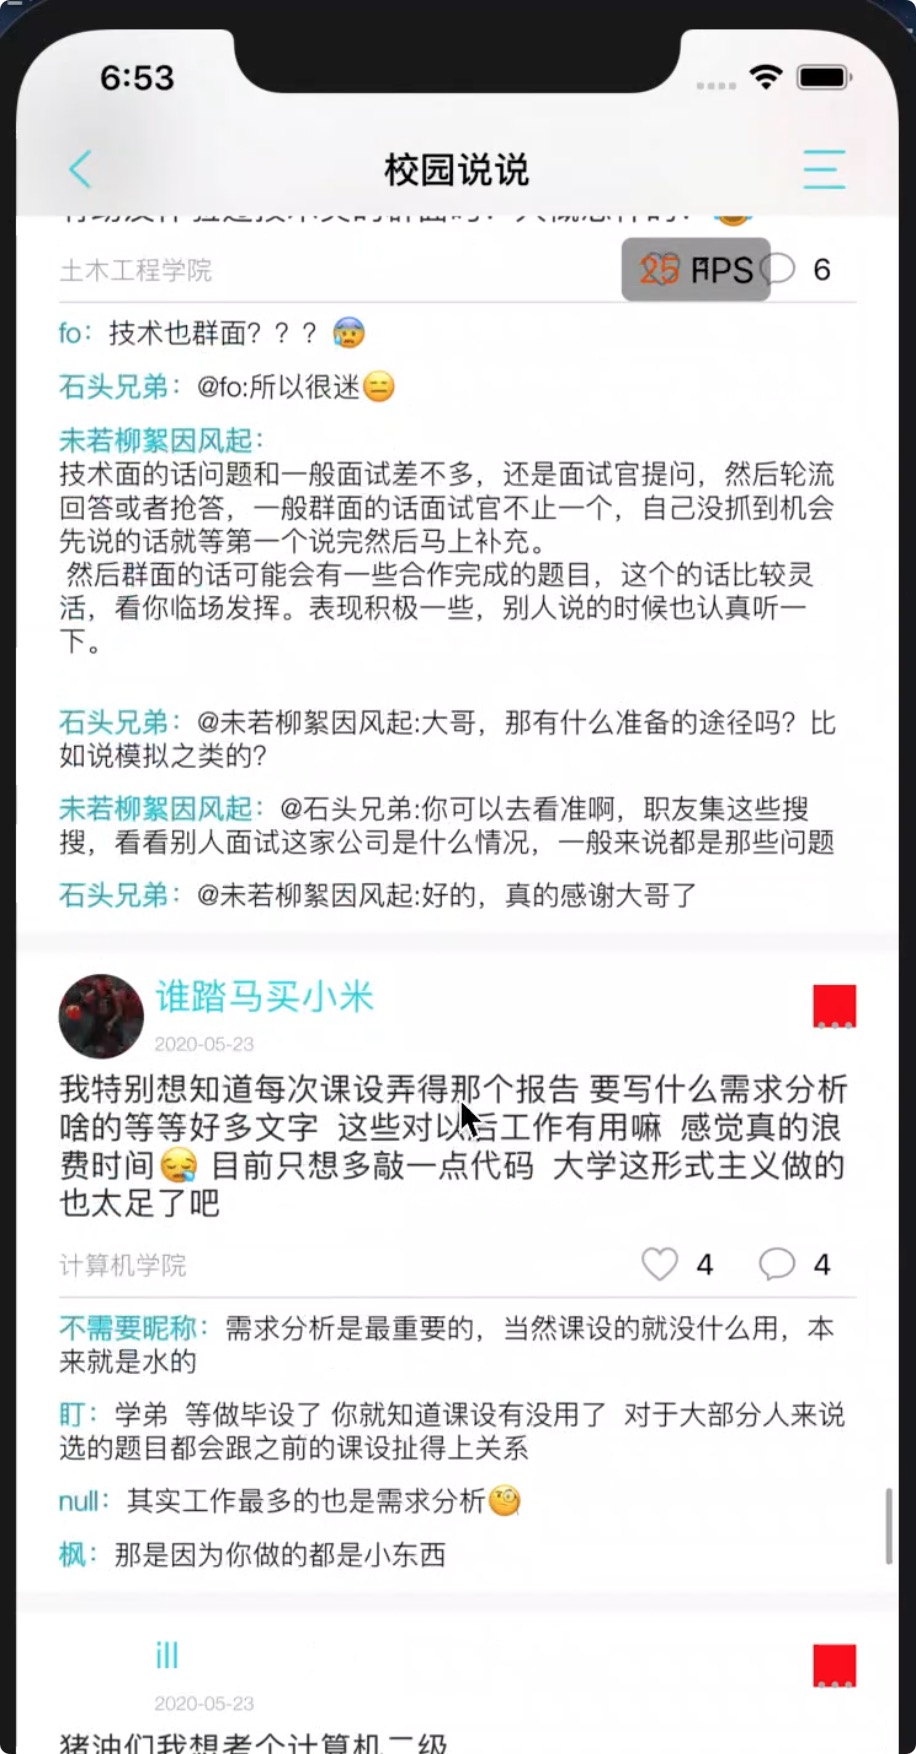 6:53
校园说说
土木工程学院
25 FPS
6
fo：技术也群面？？？😰
石头兄弟：@fo:所以很迷😑
未若柳絮因风起：
技术面的话问题和一般面试差不多，还是面试官提问，然后轮流
回答或者抢答，一般群面的话面试官不止一个，自己没抓到机会
先说的话就等第一个说完然后马上补充。
然后群面的话可能会有一些合作完成的题目，这个的话比较灵
活，看你临场发挥。表现积极一些，别人说的时候也认真听一
下。
石头兄弟：@未若柳絮因风起:大哥，那有什么准备的途径吗？比
如说模拟之类的？
未若柳絮因风起：@石头兄弟:你可以去看准啊，职友集这些搜
搜，看看别人面试这家公司是什么情况，一般来说都是那些问题
石头兄弟：@未若柳絮因风起:好的，真的感谢大哥了
谁踏马买小米
2020-05-23
我特别想知道每次课设弄得那个报告 要写什么需求分析
啥的等等好多文字 这些对以后工作有用嘛 感觉真的浪
费时间😪 目前只想多敲一点代码 大学这形式主义做的
也太足了吧
计算机学院
4
4
不需要昵称：需求分析是最重要的，当然课设的就没什么用，本
来就是水的
盯：学弟 等做毕设了 你就知道课设有没用了 对于大部分人来说
选的题目都会跟之前的课设扯得上关系
null：其实工作最多的也是需求分析🧐
枫：那是因为你做的都是小东西
ill
2020-05-23
猪油们我想考个计算机二级